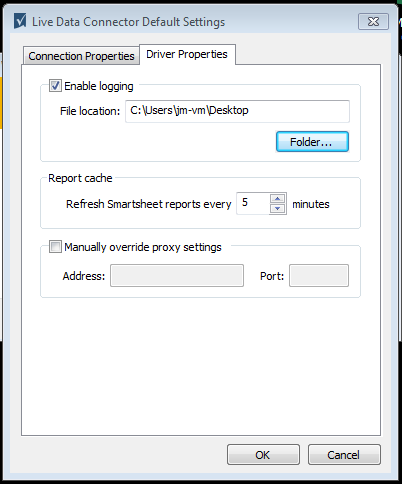 Live Data Connector Default Settings
Connection Properties Driver Properties
Enable logging
File location: C:\Users\jm-vm\Desktop
Folder...
Report cache
Refresh Smartsheet reports every 5 minutes
Manually override proxy settings
Address: Port:
OK Cancel